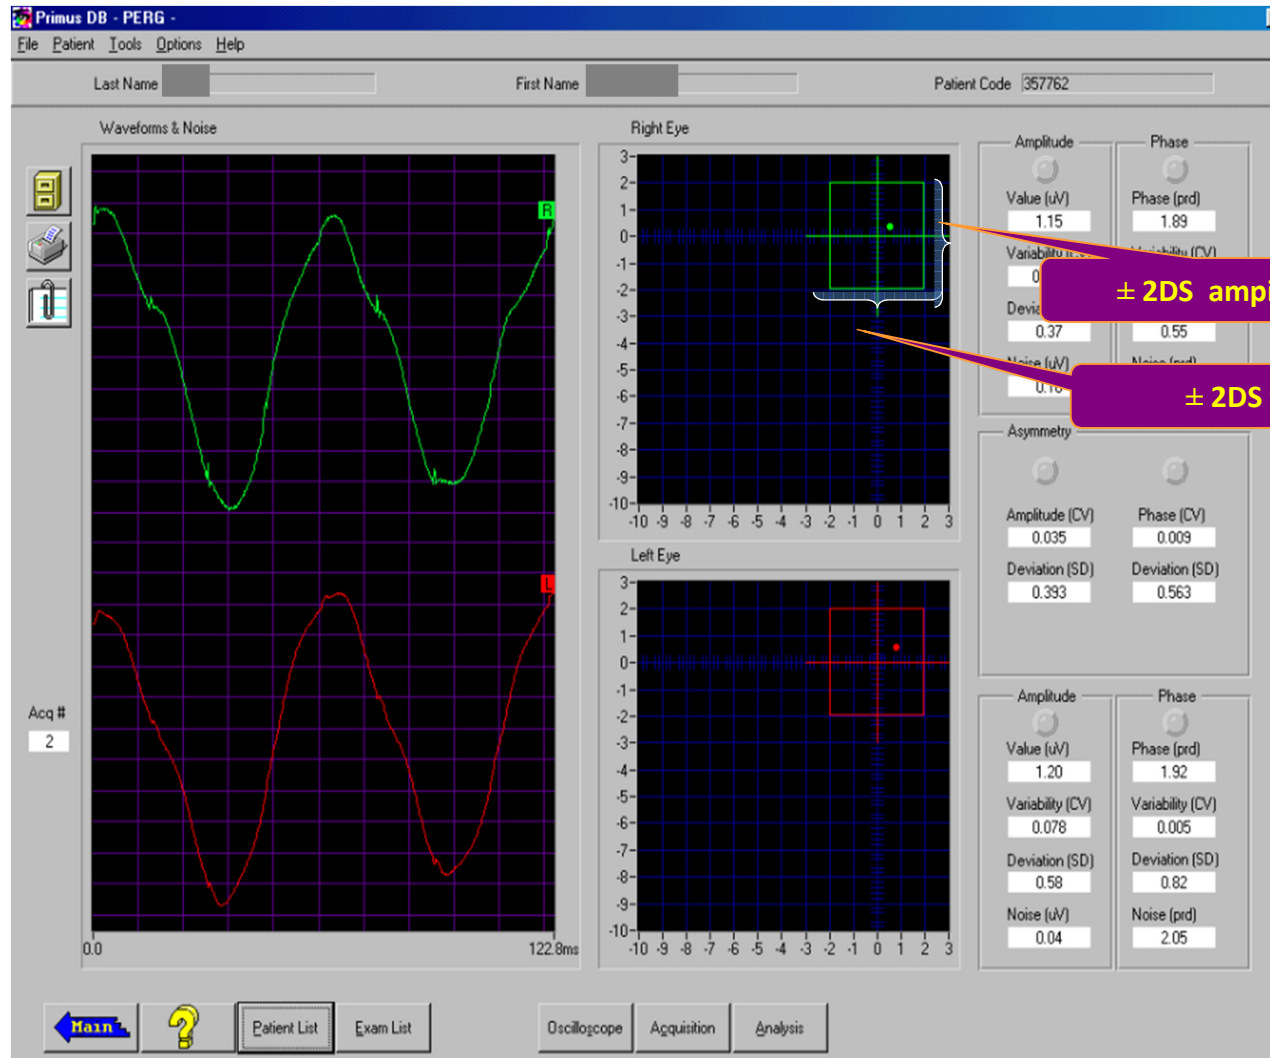 Primus DB - PERG -
File Patient Tools Options Help
Last Name
First Name
Patient Code 357762
Waveforms & Noise
R
L
0.0
122.8ms
Acq #
2
Right Eye
3
2
1
0
-1
-2
-3
-4
-5
-6
-7
-8
-9
-10
-10 -9 -8 -7 -6 -5 -4 -3 -2 -1 0 1 2 3
Left Eye
3
2
1
0
-1
-2
-3
-4
-5
-6
-7
-8
-9
-10
-10 -9 -8 -7 -6 -5 -4 -3 -2 -1 0 1 2 3
Amplitude
Phase
Value (uV)
Phase (prd)
1.15
1.89
Variability (CV)
Variability (CV)
± 2DS
0.37
0.55
Noise (uV)
Noise (prd)
± 2DS
Asymmetry
Amplitude (CV)
Phase (CV)
0.035
0.009
Deviation (SD)
Deviation (SD)
0.393
0.563
Amplitude
Phase
Value (uV)
Phase (prd)
1.20
1.92
Variability (CV)
Variability (CV)
0.078
0.005
Deviation (SD)
Deviation (SD)
0.58
0.82
Noise (uV)
Noise (prd)
0.04
2.05
Main
?
Patient List
Exam List
Oscilloscope
Acquisition
Analysis